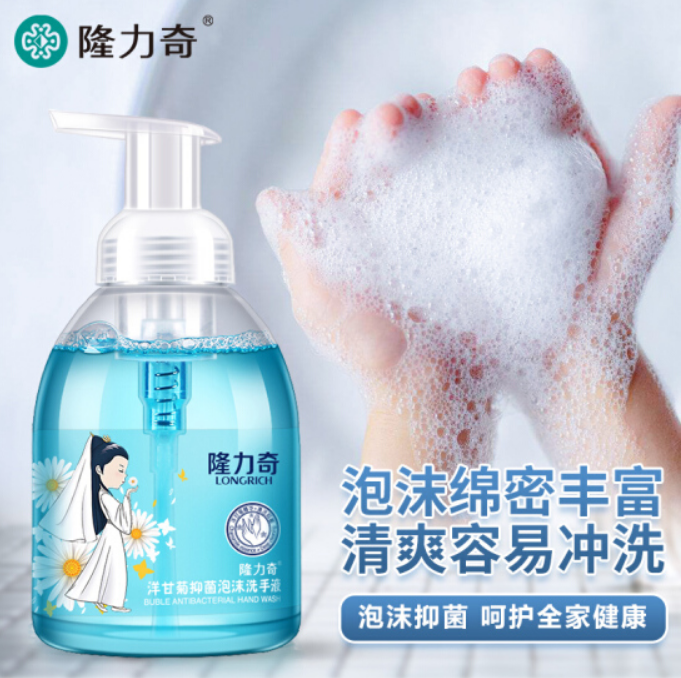 隆力奇®
隆力奇
LONGRICH
隆力奇®
洋甘菊抑菌泡沫洗手液
BUBLE ANTIBACTERIAL HAND WASH
泡沫绵密丰富
清爽容易冲洗
泡沫抑菌 呵护全家健康